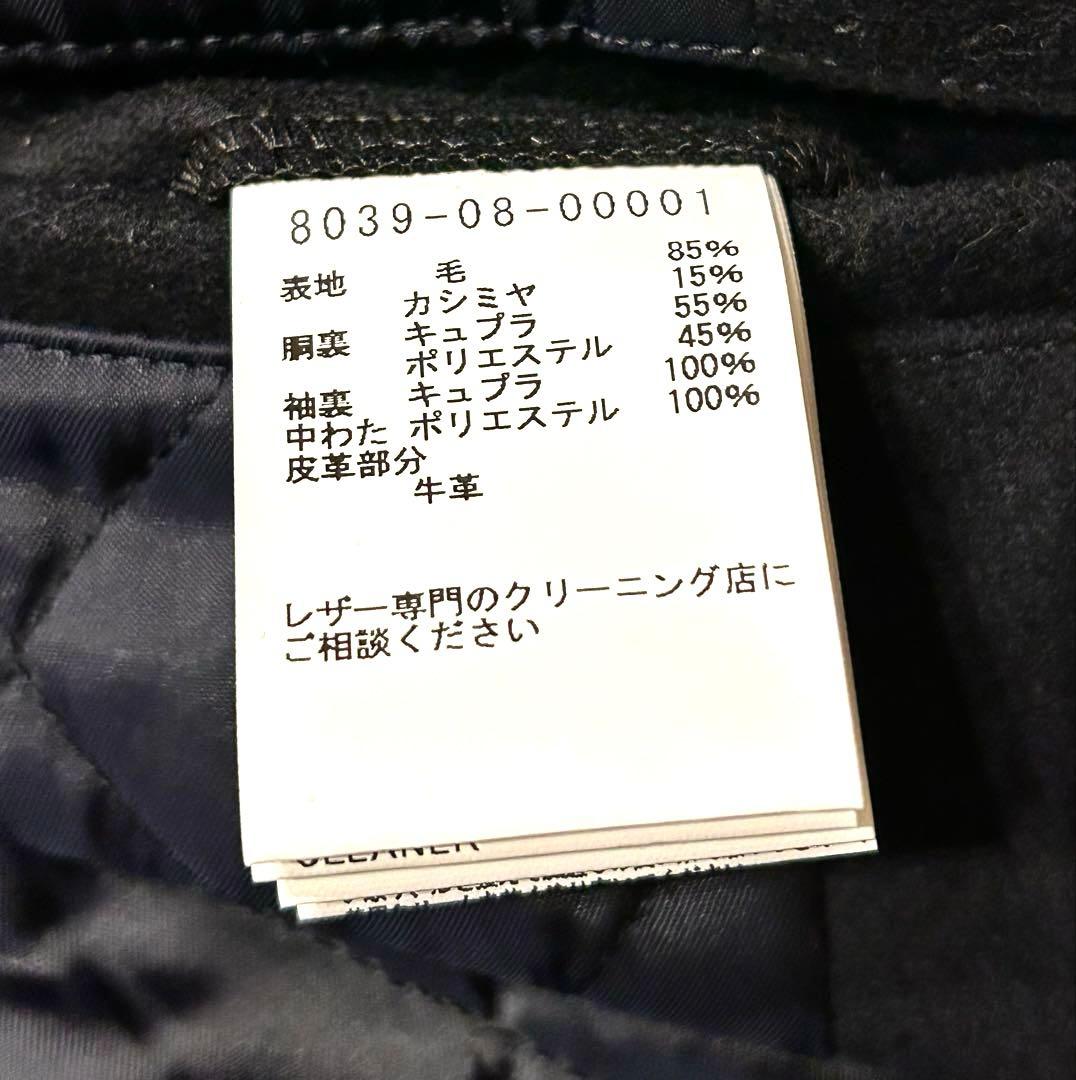 8039-08-00001
表地 毛 85%
カシミヤ 15%
胴裏 キュプラ 55%
ポリエステル 45%
袖裏 キュプラ 100%
中わた ポリエステル 100%
皮革部分
牛革
レザー専門のクリーニング店に
ご相談ください
CLEANER